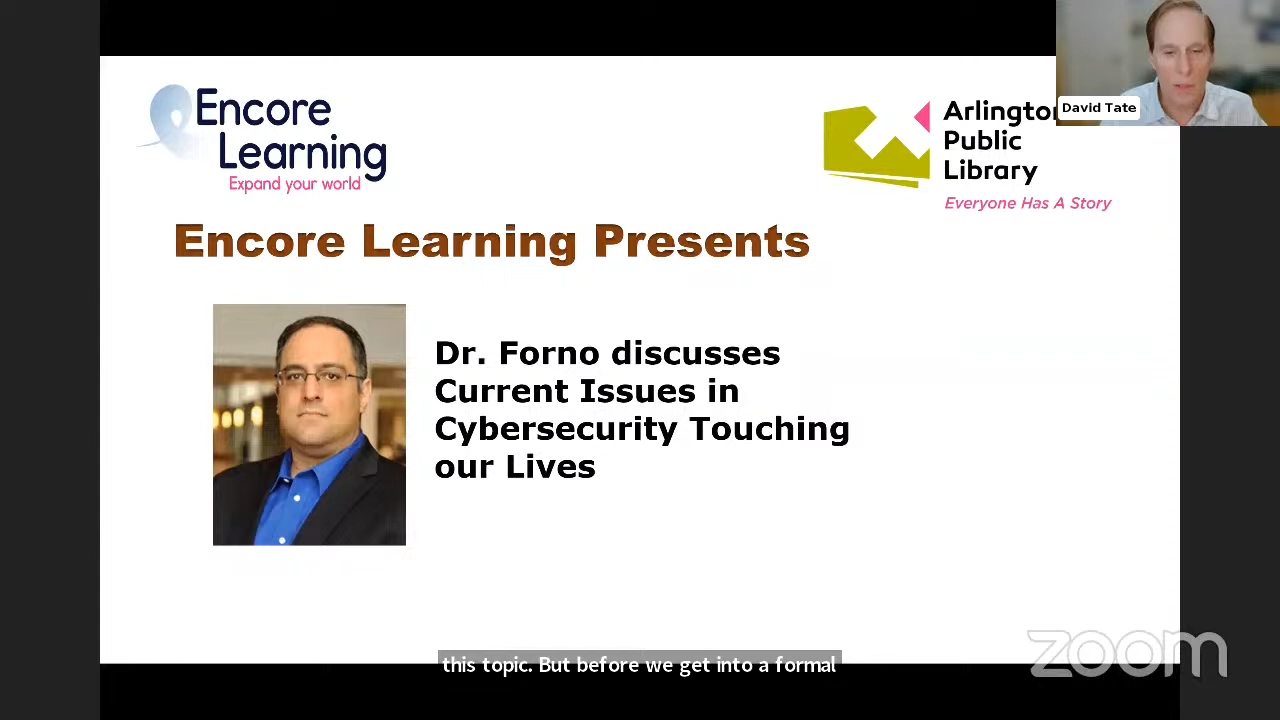 Encore
Learning
Expand your world
Arlington
Public
Library
Everyone Has A Story
David Tate
Encore Learning Presents
Dr. Forno discusses
Current Issues in
Cybersecurity Touching
our Lives
zoom
this topic. But before we get into a formal